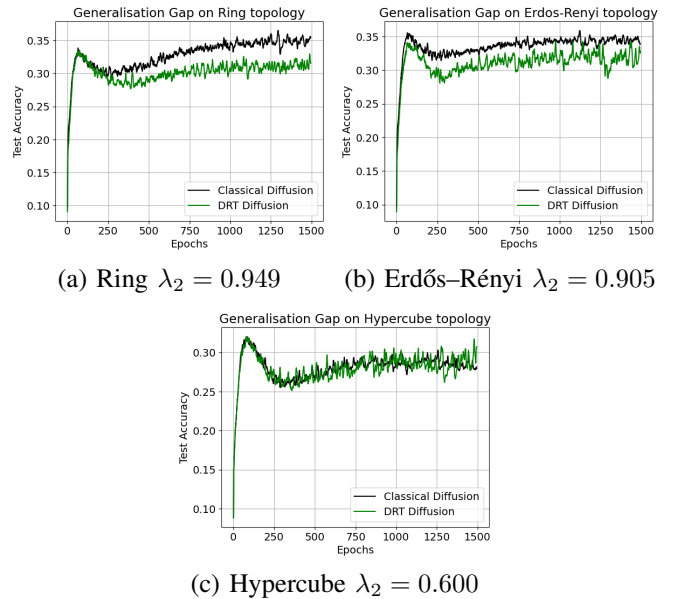 Generalisation Gap on Ring topology
Test Accuracy
0.35
0.30
0.25
0.20
0.15
0.10
Classical Diffusion
DRT Diffusion
0 250 500 750 1000 1250 1500
Epochs
(a) Ring λ₂ = 0.949
Generalisation Gap on Erdos-Renyi topology
Test Accuracy
0.35
0.30
0.25
0.20
0.15
0.10
Classical Diffusion
DRT Diffusion
0 250 500 750 1000 1250 1500
Epochs
(b) Erdős–Rényi λ₂ = 0.905
Generalisation Gap on Hypercube topology
Test Accuracy
0.30
0.25
0.20
0.15
0.10
Classical Diffusion
DRT Diffusion
0 250 500 750 1000 1250 1500
Epochs
(c) Hypercube λ₂ = 0.600